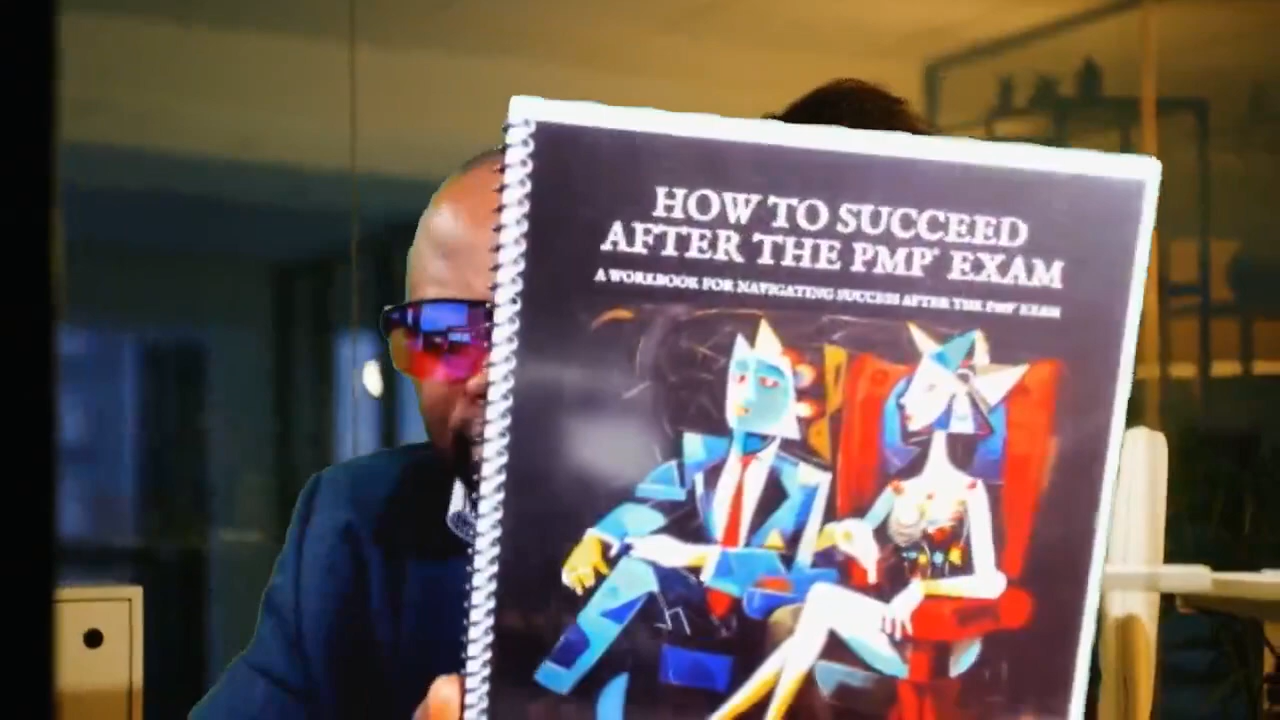 HOW TO SUCCEED
AFTER THE PMP® EXAM
A WORKBOOK FOR NAVIGATING SUCCESS AFTER THE PMP® EXAM